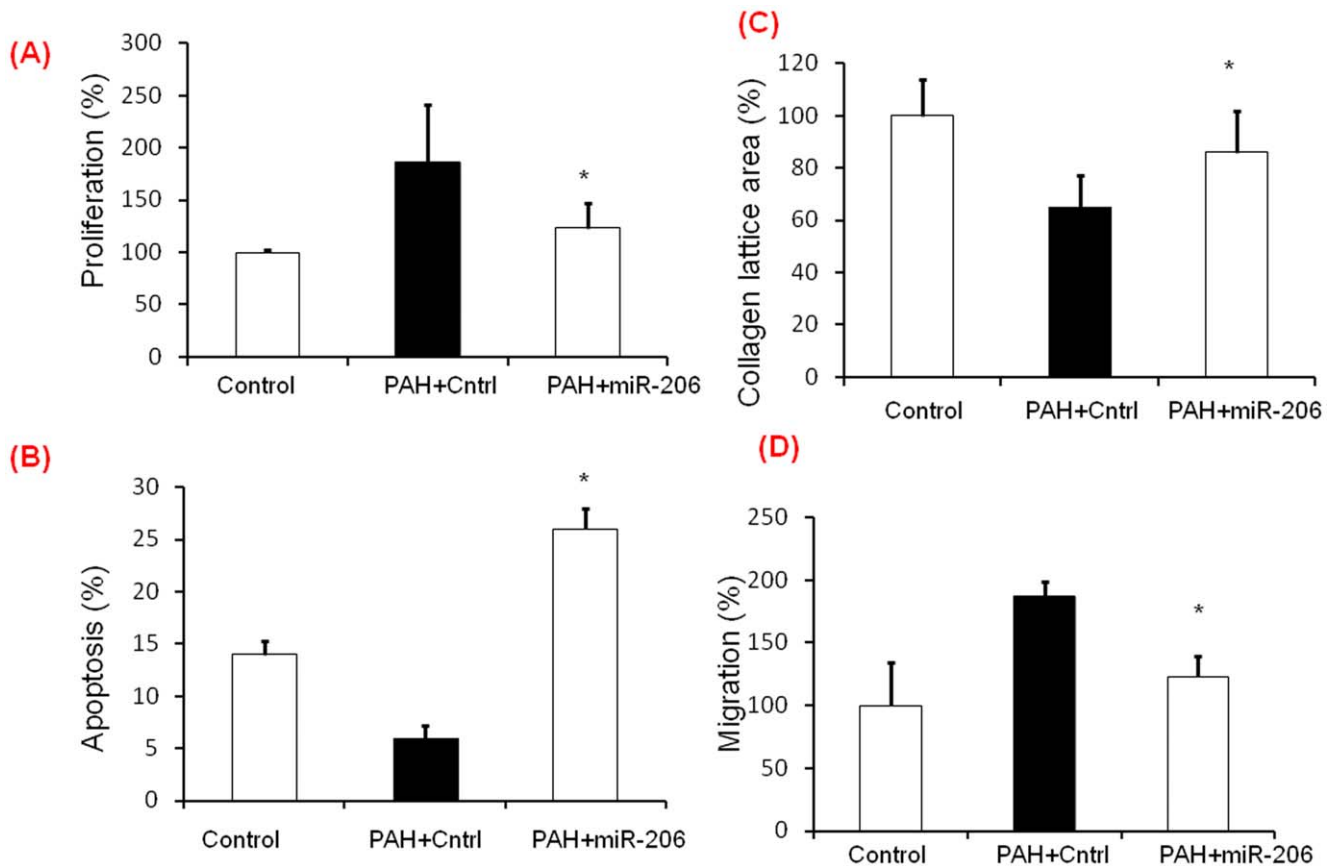 (A)
Proliferation (%)
300
250
200
150
100
50
0
*
Control PAH+Cntrl PAH+miR-206
(B)
Apoptosis (%)
30
25
20
15
10
5
0
*
Control PAH+Cntrl PAH+miR-206
(C)
Collagen lattice area (%)
120
100
80
60
40
20
0
*
Control PAH+Cntrl PAH+miR-206
(D)
Migration (%)
250
200
150
100
50
0
*
Control PAH+Cntrl PAH+miR-206